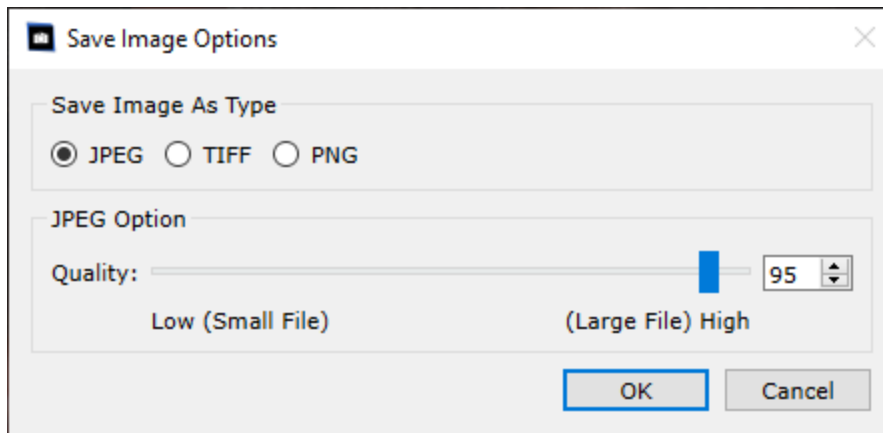 Save Image Options
Save Image As Type
JPEG TIFF PNG
JPEG Option
Quality: 95
Low (Small File) (Large File) High
OK Cancel